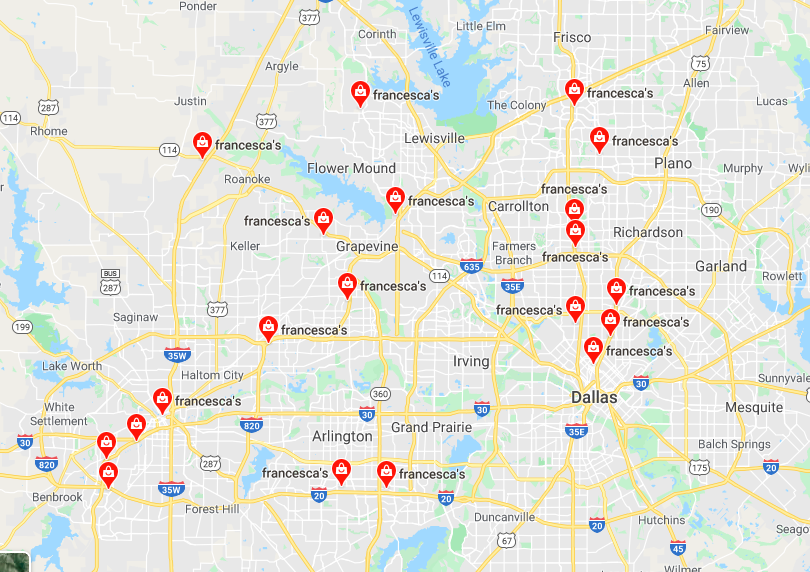 Ponder
377
Corinth
Little Elm
Fairview
Frisco
Lewisville Lake
Argyle
75
Allen
francesca's
francesca's
Justin
The Colony
Lucas
287
114
377
Rhome
Lewisville
francesca's
francesca's
114
Flower Mound
Plano
Murphy
Wyli
Roanoke
francesca's
francesca's
Carrollton
190
francesca's
Keller
Grapevine
Farmers
Branch
Richardson
francesca's
635
Garland
BUS
287
114
35E
Rowlett
francesca's
francesca's
377
Saginaw
francesca's
199
francesca's
francesca's
35W
francesca's
Lake Worth
Irving
Haltom City
30
Sunnyvale
360
Dallas
White
Settlement
francesca's
30
30
Mesquite
820
Arlington
Grand Prairie
35E
30
Balch Springs
820
287
francesca's
francesca's
175
20
Benbrook
35W
20
20
Forest Hill
Duncanville
20
Hutchins
Seago
67
45
Wilmer